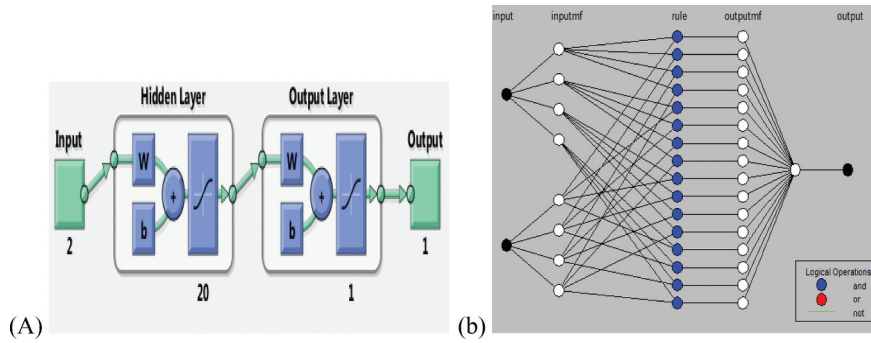 Hidden Layer
Output Layer
Input
W
b
+
W
b
+
Output
2
20
1
1
(A)
input
inputmf
rule
outputmf
output
Logical Operations
and
or
not
(b)